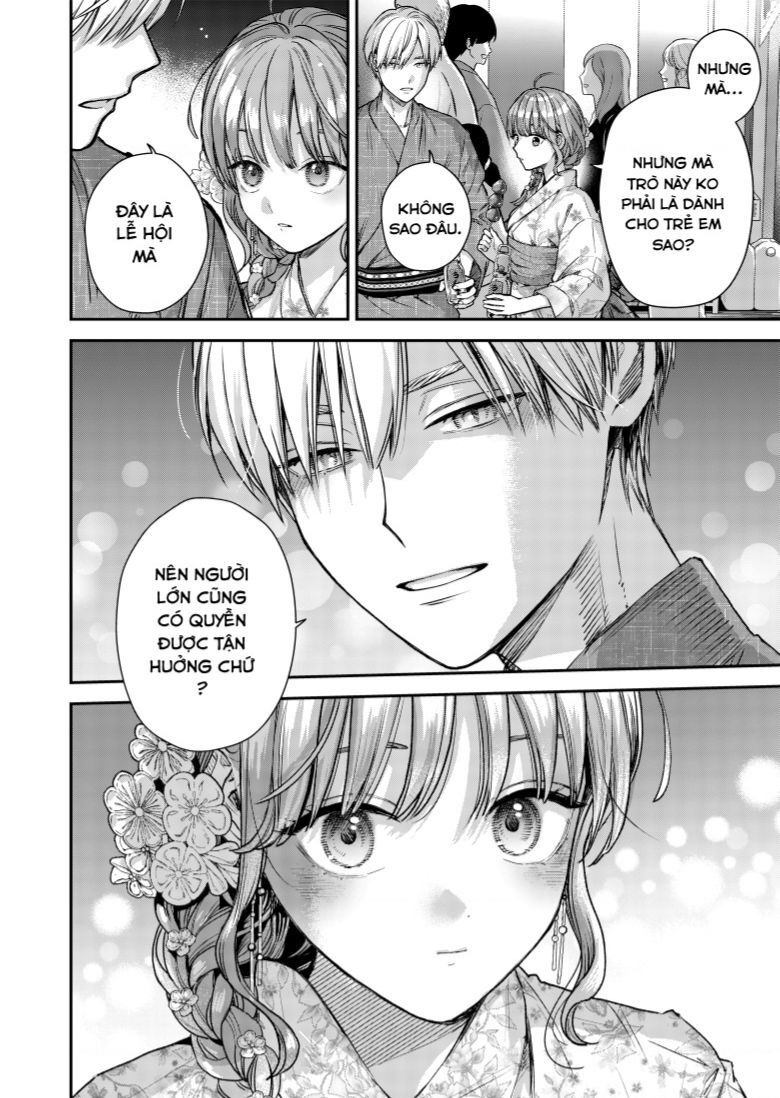 NHƯNG
MÀ...
NHƯNG MÀ
TRÒ NÀY KO
PHẢI LÀ DÀNH
CHO TRẺ EM
SAO?
KHÔNG
SAO ĐÂU.
ĐÂY LÀ
LỄ HỘI
MÀ
NÊN NGƯỜI
LỚN CŨNG
CÓ QUYỀN
ĐƯỢC TẬN
HƯỞNG CHỨ
?